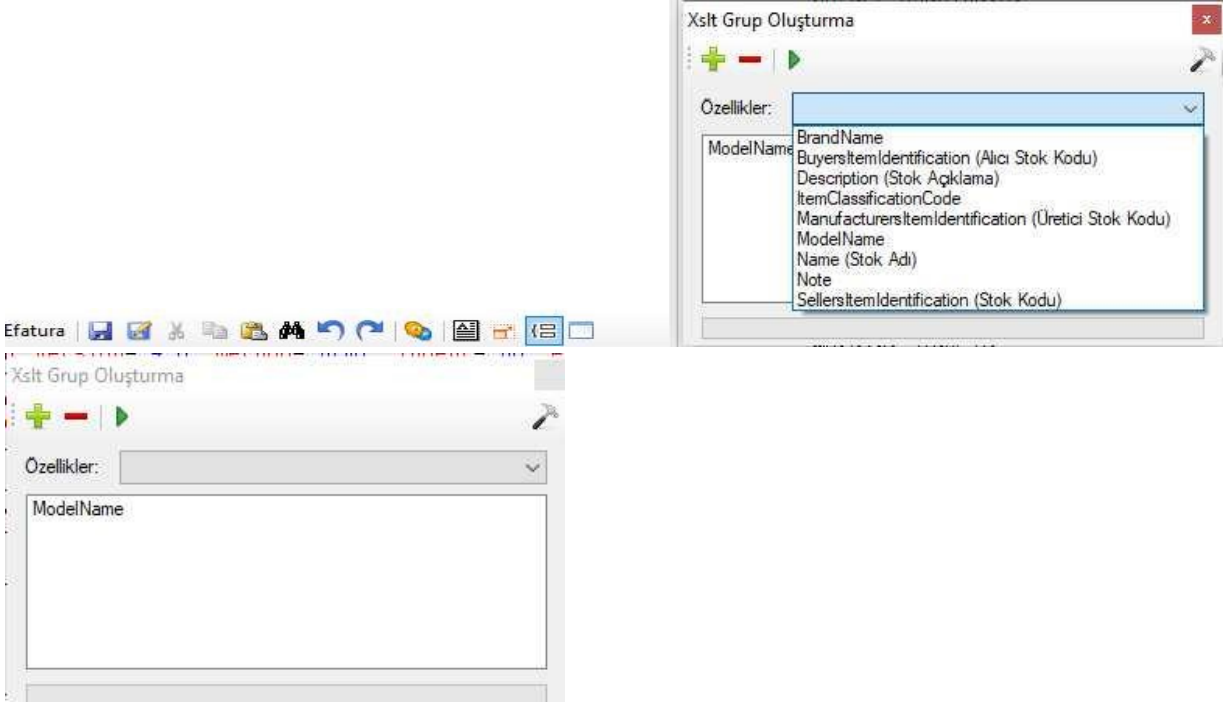 Xslt Grup Oluşturma
Özellikler:
ModelName
BrandName
BuyersItemIdentification (Alıcı Stok Kodu)
Description (Stok Açıklama)
ItemClassificationCode
ManufacturersItemIdentification (Üretici Stok Kodu)
ModelName
Name (Stok Adı)
Note
SellersItemIdentification (Stok Kodu)
Efatura
Xslt Grup Oluşturma
Özellikler:
ModelName